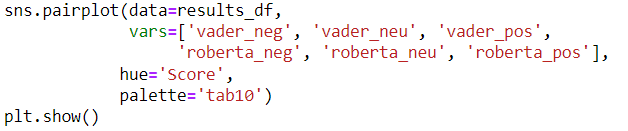 sns.pairplot(data=results_df,
             vars=['vader_neg', 'vader_neu', 'vader_pos',
                  'roberta_neg', 'roberta_neu', 'roberta_pos'],
            hue='Score',
            palette='tab10')
plt.show()